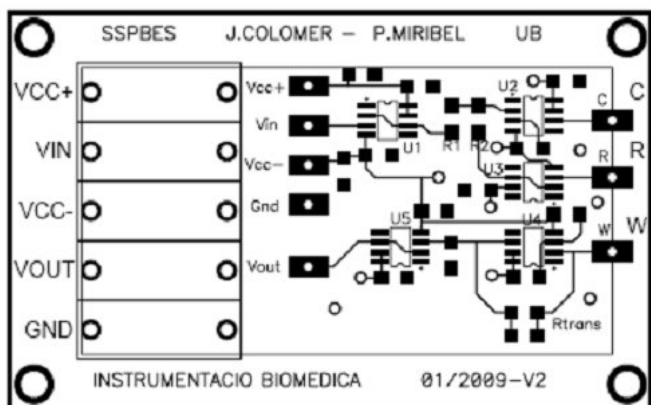 SSPBES J.COLOMER - P.MIRIBEL UB
VCC+
VIN
VCC-
VOUT
GND
Vcc+
Vin
Vcc-
Gnd
Vout
U1
R1 R2
U2
U3
U5
U4
C C
R R
W W
Rtrans
INSTRUMENTACIO BIOMEDICA 01/2009-V2